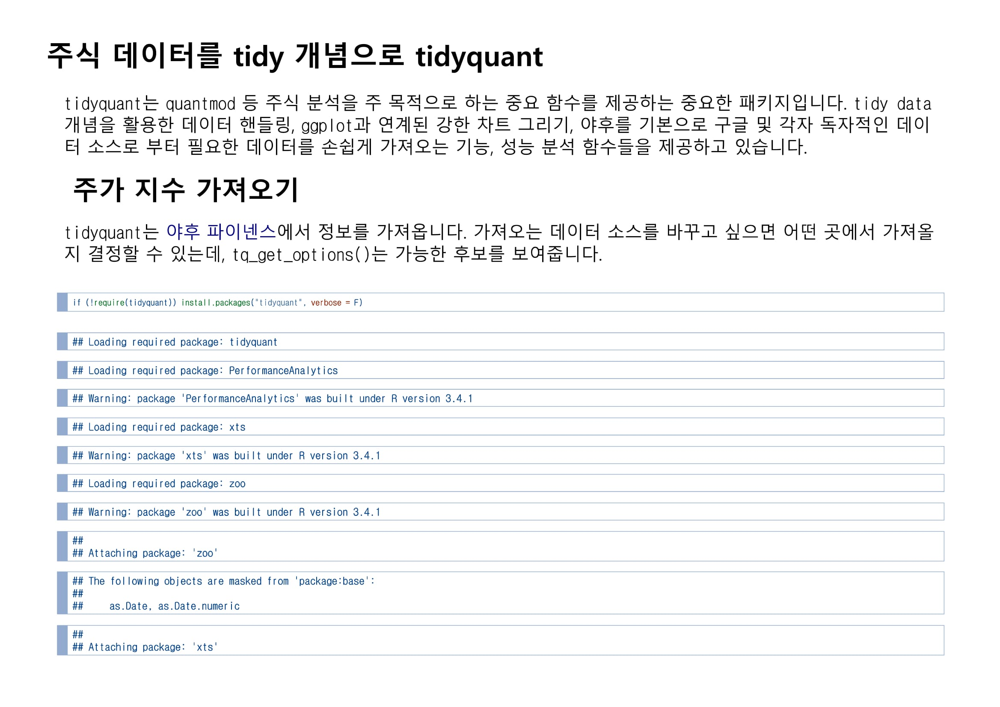 주식 데이터를 tidy 개념으로 tidyquant
tidyquant는 quantmod 등 주식 분석을 주 목적으로 하는 중요 함수를 제공하는 중요한 패키지입니다. tidy data
개념을 활용한 데이터 핸들링, ggplot과 연계된 강한 차트 그리기, 야후를 기본으로 구글 및 각자 독자적인 데이
터 소스로 부터 필요한 데이터를 손쉽게 가져오는 기능, 성능 분석 함수들을 제공하고 있습니다.
주가 지수 가져오기
tidyquant는 야후 파이넨스에서 정보를 가져옵니다. 가져오는 데이터 소스를 바꾸고 싶으면 어떤 곳에서 가져올
지 결정할 수 있는데, tq_get_options()는 가능한 후보를 보여줍니다.
if (!require(tidyquant)) install.packages("tidyquant", verbose = F)
## Loading required package: tidyquant
## Loading required package: PerformanceAnalytics
## Warning: package 'PerformanceAnalytics' was built under R version 3.4.1
## Loading required package: xts
## Warning: package 'xts' was built under R version 3.4.1
## Loading required package: zoo
## Warning: package 'zoo' was built under R version 3.4.1
##
## Attaching package: 'zoo'
## The following objects are masked from 'package:base':
##
##     as.Date, as.Date.numeric
##
## Attaching package: 'xts'